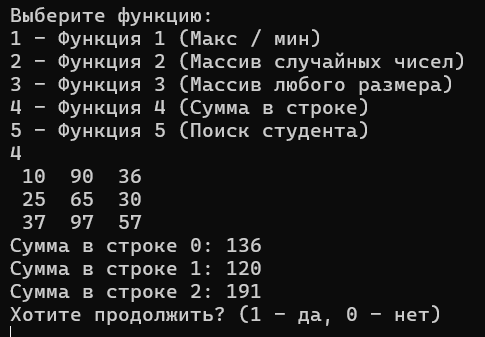 Выберите функцию:
1 - Функция 1 (Макс / мин)
2 - Функция 2 (Массив случайных чисел)
3 - Функция 3 (Массив любого размера)
4 - Функция 4 (Сумма в строке)
5 - Функция 5 (Поиск студента)
4
10 90 36
25 65 30
37 97 57
Сумма в строке 0: 136
Сумма в строке 1: 120
Сумма в строке 2: 191
Хотите продолжить? (1 - да, 0 - нет)